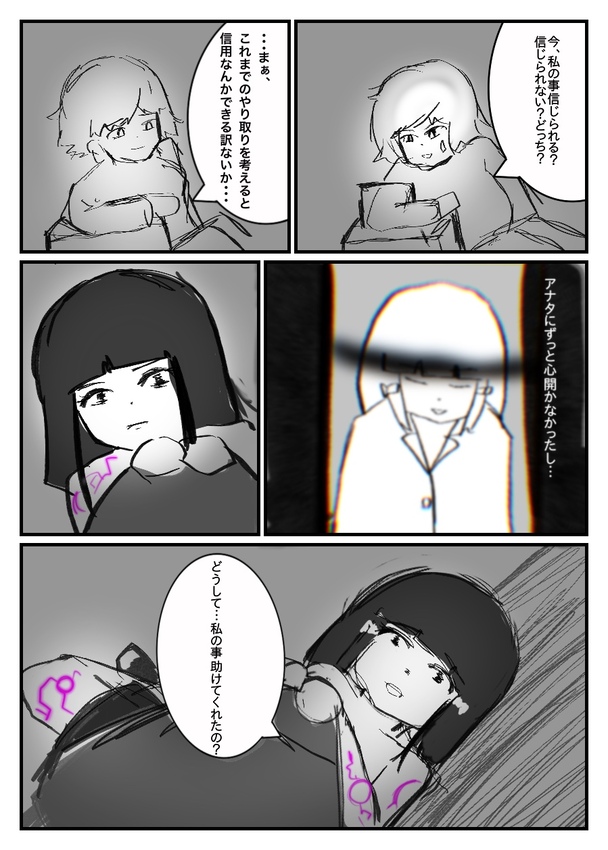 今、私の事信じられる？
信じられない？どっち？
・・・まぁ、
これまでのやり取りを考えると
信用なんかできる訳ないか・・・
アナタにずっと心開かなかったし…
どうして…私の事助けてくれたの？